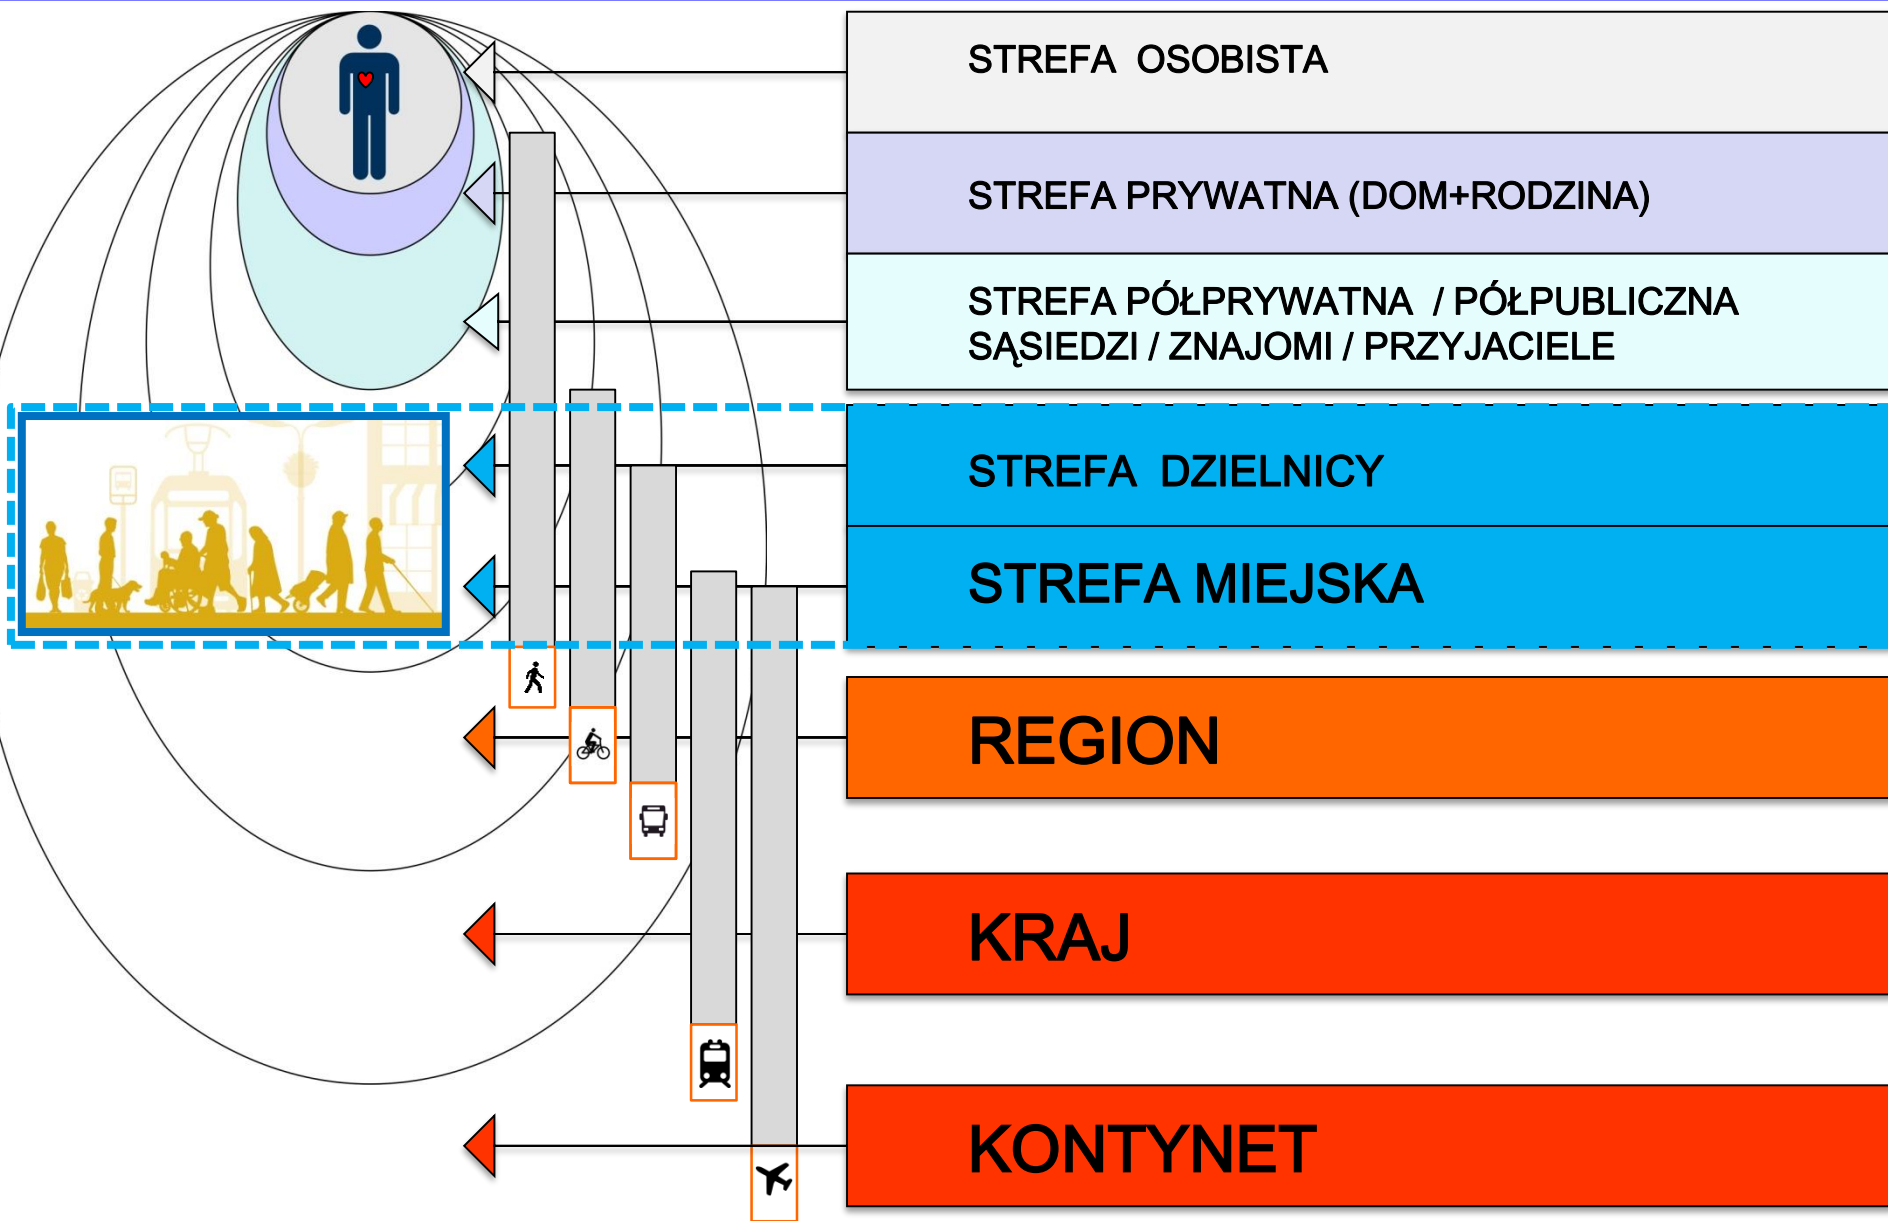 STREFA OSOBISTA
STREFA PRYWATNA (DOM+RODZINA)
STREFA PÓŁPRYWATNA / PÓŁPUBLICZNA
SĄSIEDZI / ZNAJOMI / PRZYJACIELE
STREFA DZIELNICY
STREFA MIEJSKA
REGION
KRAJ
KONTYNET